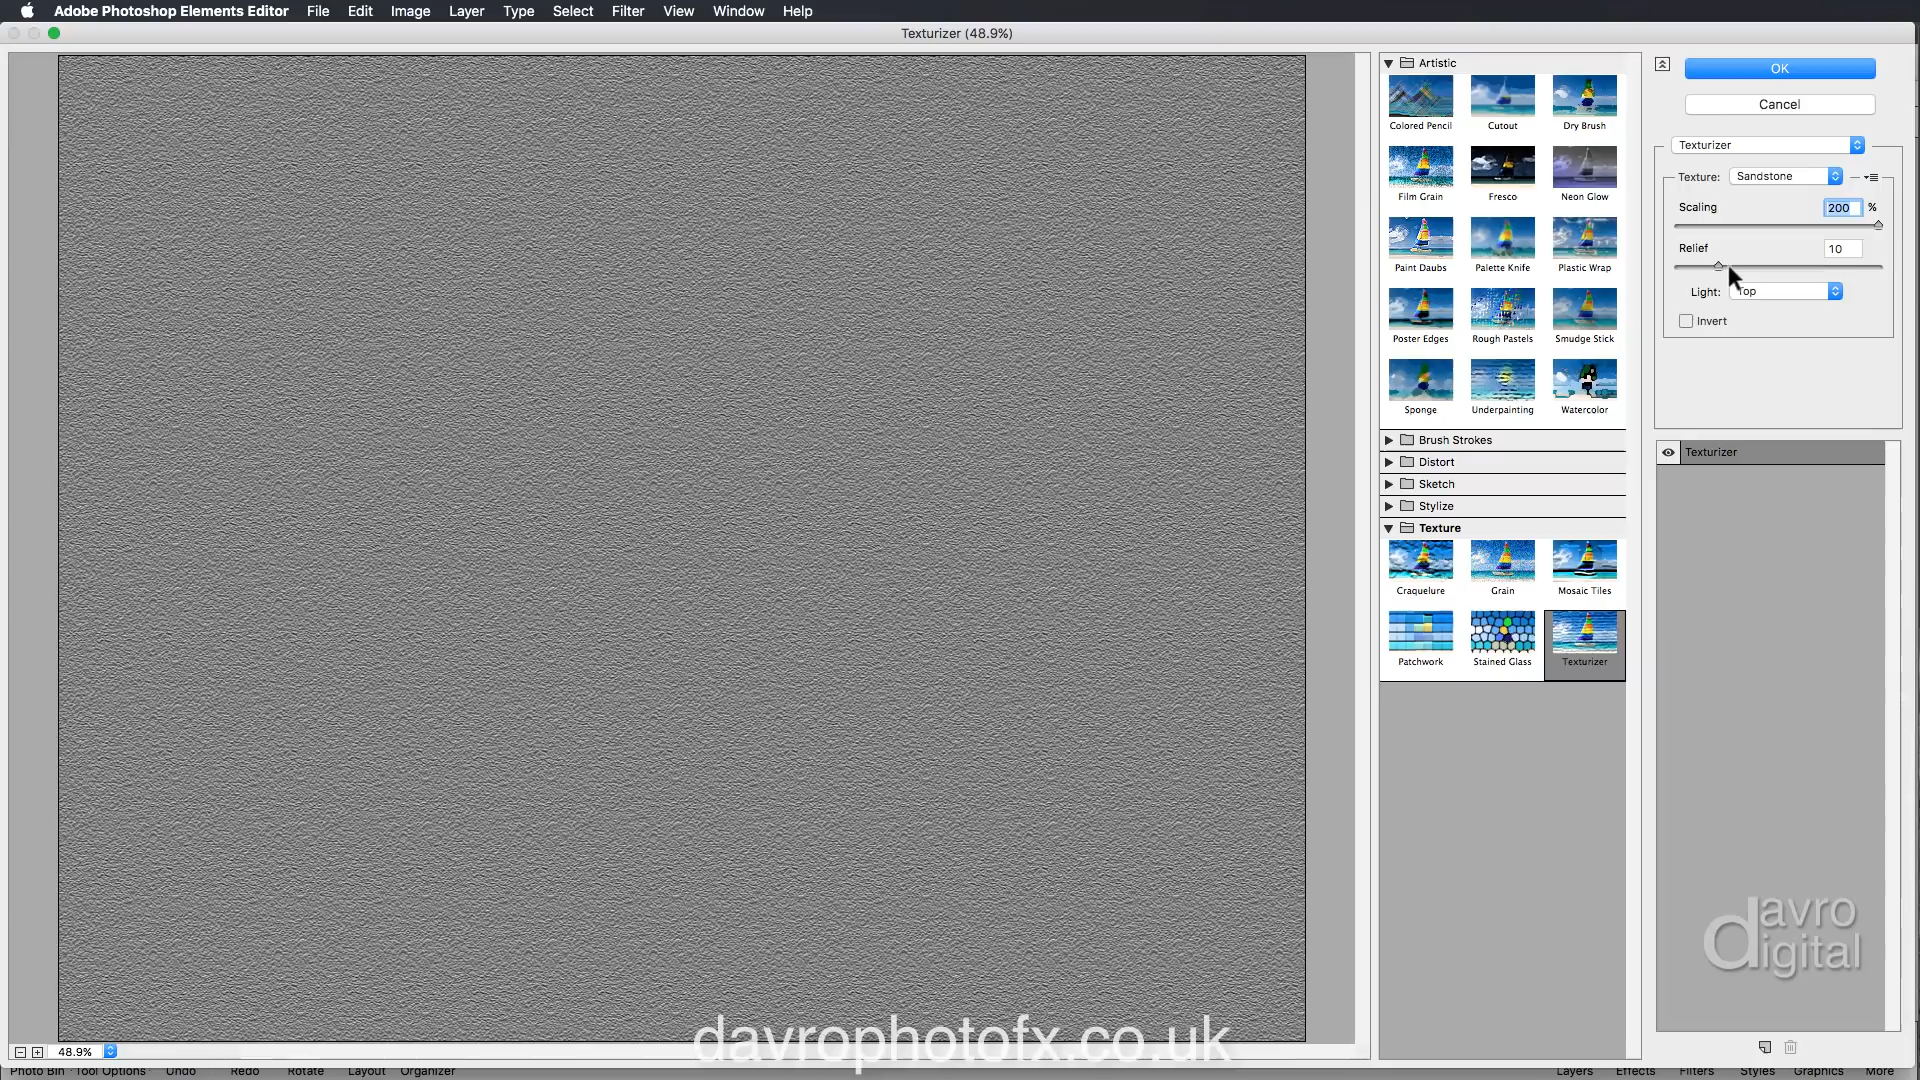 Adobe Photoshop Elements Editor File Edit Image Layer Type Select Filter View Window Help
Texturizer (48.9%)
Artistic
Colored Pencil Cutout Dry Brush
Film Grain Fresco Neon Glow
Paint Daubs Palette Knife Plastic Wrap
Poster Edges Rough Pastels Smudge Stick
Sponge Underpainting Watercolor
Brush Strokes
Distort
Sketch
Stylize
Texture
Craquelure Grain Mosaic Tiles
Patchwork Stained Glass Texturizer
OK
Cancel
Texturizer
Texture: Sandstone
Scaling 200 %
Relief 10
Light: Top
Invert
Texturizer
davro
digital
davrophotofx.co.uk
48.9%
Photo Bin Tool Options Undo Redo Rotate Layout Organizer Layers Effects Filters Styles Graphics More